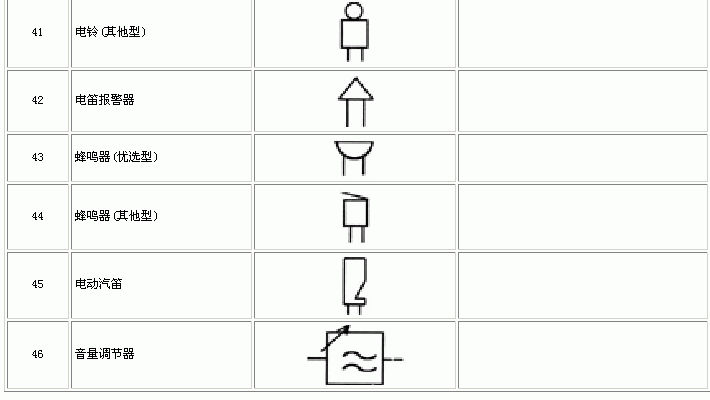 41 电铃(其他型)
42 电笛报警器
43 蜂鸣器(优选型)
44 蜂鸣器(其他型)
45 电动汽笛
46 音量调节器